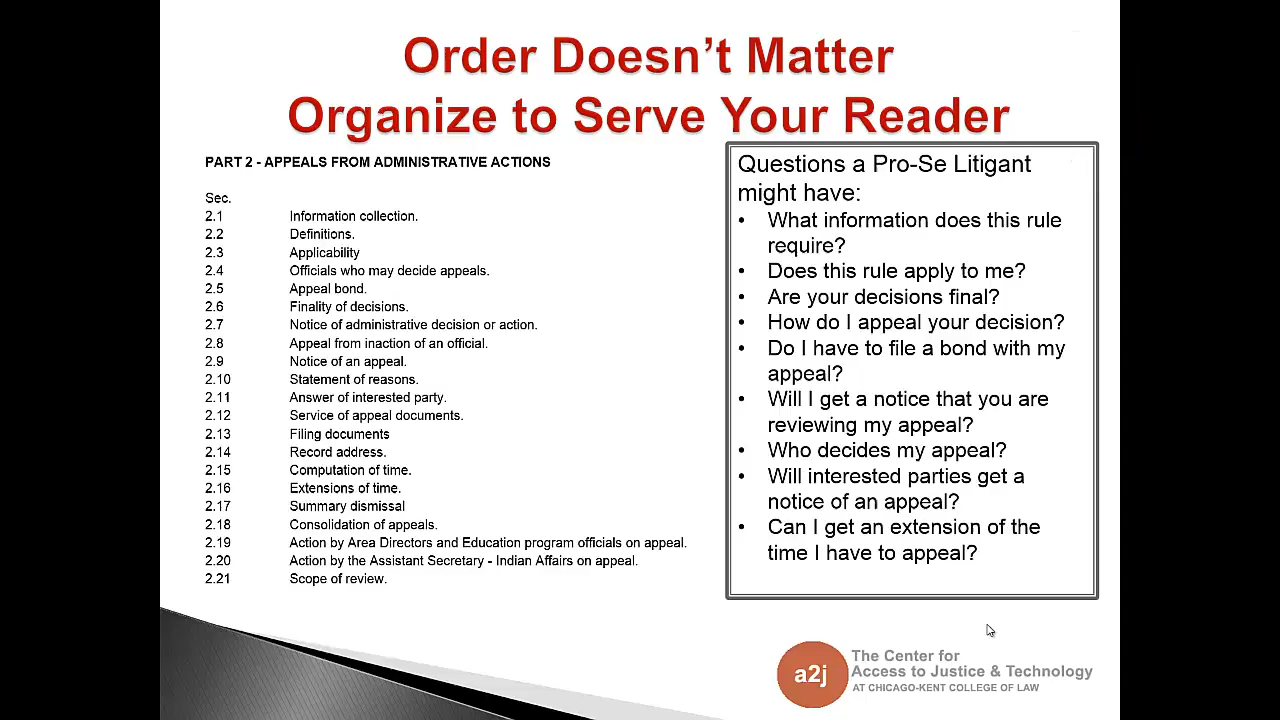 Order Doesn’t Matter
Organize to Serve Your Reader
PART 2 - APPEALS FROM ADMINISTRATIVE ACTIONS
Sec.
2.1 Information collection.
2.2 Definitions.
2.3 Applicability
2.4 Officials who may decide appeals.
2.5 Appeal bond.
2.6 Finality of decisions.
2.7 Notice of administrative decision or action.
2.8 Appeal from inaction of an official.
2.9 Notice of an appeal.
2.10 Statement of reasons.
2.11 Answer of interested party.
2.12 Service of appeal documents.
2.13 Filing documents
2.14 Record address.
2.15 Computation of time.
2.16 Extensions of time.
2.17 Summary dismissal
2.18 Consolidation of appeals.
2.19 Action by Area Directors and Education program officials on appeal.
2.20 Action by the Assistant Secretary - Indian Affairs on appeal.
2.21 Scope of review.
Questions a Pro-Se Litigant
might have:
• What information does this rule
require?
• Does this rule apply to me?
• Are your decisions final?
• How do I appeal your decision?
• Do I have to file a bond with my
appeal?
• Will I get a notice that you are
reviewing my appeal?
• Who decides my appeal?
• Will interested parties get a
notice of an appeal?
• Can I get an extension of the
time I have to appeal?
a2j
The Center for
Access to Justice & Technology
AT CHICAGO-KENT COLLEGE OF LAW